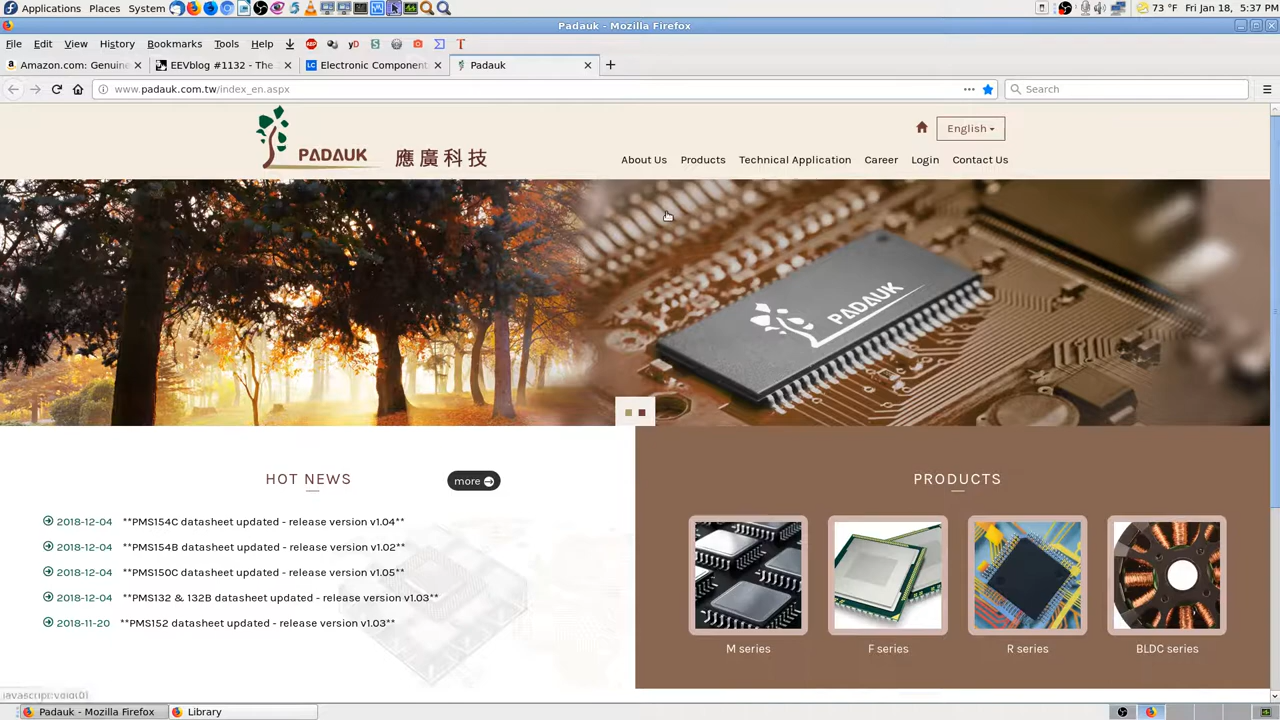 Applications Places System 73 °F Fri Jan 18, 5:37 PM
Padauk - Mozilla Firefox
File Edit View History Bookmarks Tools Help
Amazon.com: Genuine EEVblog #1132 - The Electronic Component Padauk
www.padauk.com.tw/index_en.aspx Search
English
PADAUK 應廣科技
About Us Products Technical Application Career Login Contact Us
PADAUK
HOT NEWS more
2018-12-04 **PMS154C datasheet updated - release version v1.04**
2018-12-04 **PMS154B datasheet updated - release version v1.02**
2018-12-04 **PMS150C datasheet updated - release version v1.05**
2018-12-04 **PMS132 & 132B datasheet updated - release version v1.03**
2018-11-20 **PMS152 datasheet updated - release version v1.03**
PRODUCTS
M series F series R series BLDC series
javascript:void(0)
Padauk - Mozilla Firefox Library